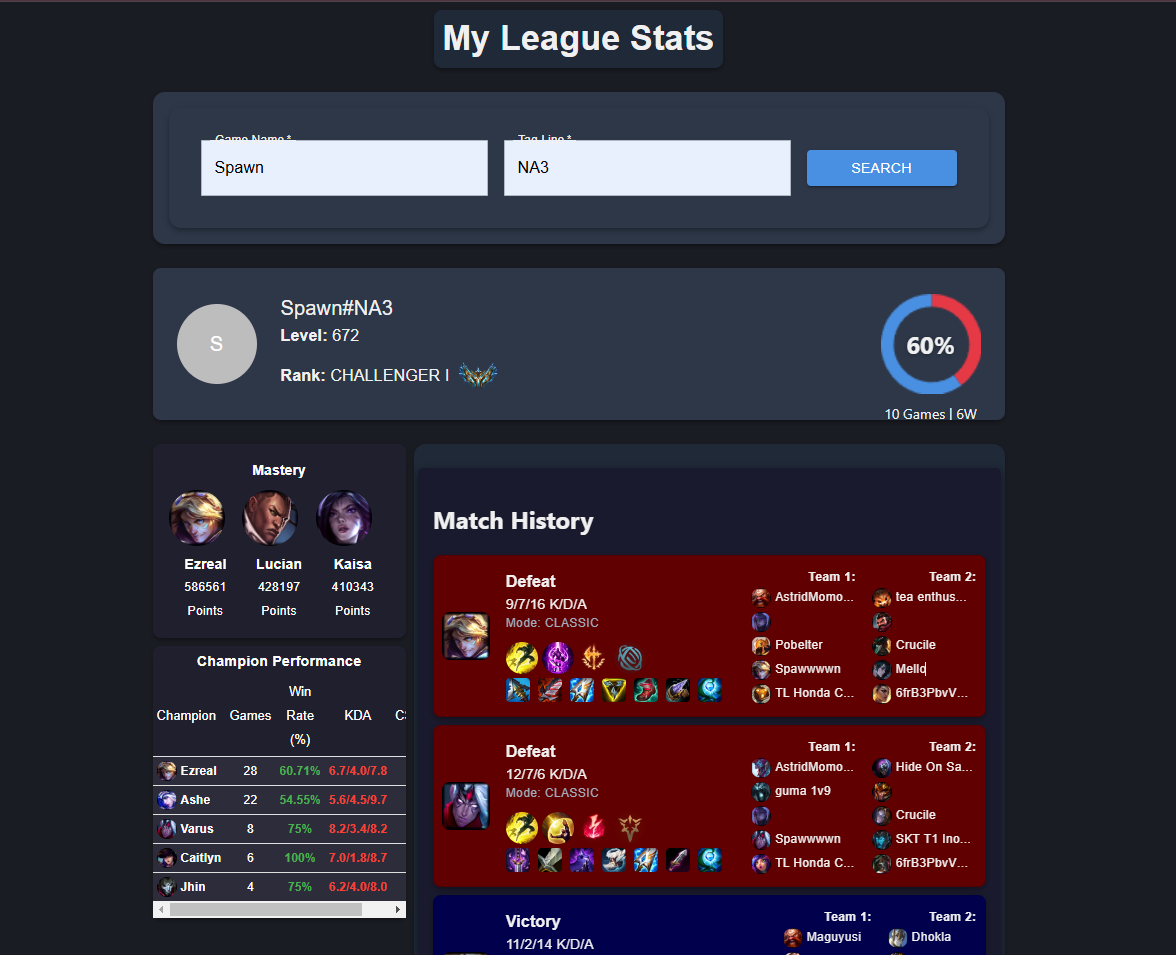 My League Stats
Game Name *
Tag Line *
Spawn
NA3
SEARCH
S
Spawn#NA3
Level: 672
Rank: CHALLENGER I
60%
10 Games | 6W
Mastery
Ezreal
Lucian
Kaisa
586561
428197
410343
Points
Points
Points
Champion Performance
Champion
Games
Win
Rate
(%)
KDA
Ezreal 28 60.71% 6.7/4.0/7.8
Ashe 22 54.55% 5.6/4.5/9.7
Varus 8 75% 8.2/3.4/8.2
Caitlyn 6 100% 7.0/1.8/8.7
Jhin 4 75% 6.2/4.0/8.0
Match History
Defeat
9/7/16 K/D/A
Mode: CLASSIC
Team 1:
AstridMomo...
Pobelter
Spawwwwn
TL Honda C...
Team 2:
tea enthus...
Crucile
Mello
6frB3PbvV...
Defeat
12/7/6 K/D/A
Mode: CLASSIC
Team 1:
AstridMomo...
guma 1v9
Spawwwwn
TL Honda C...
Team 2:
Hide On Sa...
Crucile
SKT T1 Ino...
6frB3PbvV...
Victory
11/2/14 K/D/A
Team 1:
Maguyusi
Team 2:
Dhokla